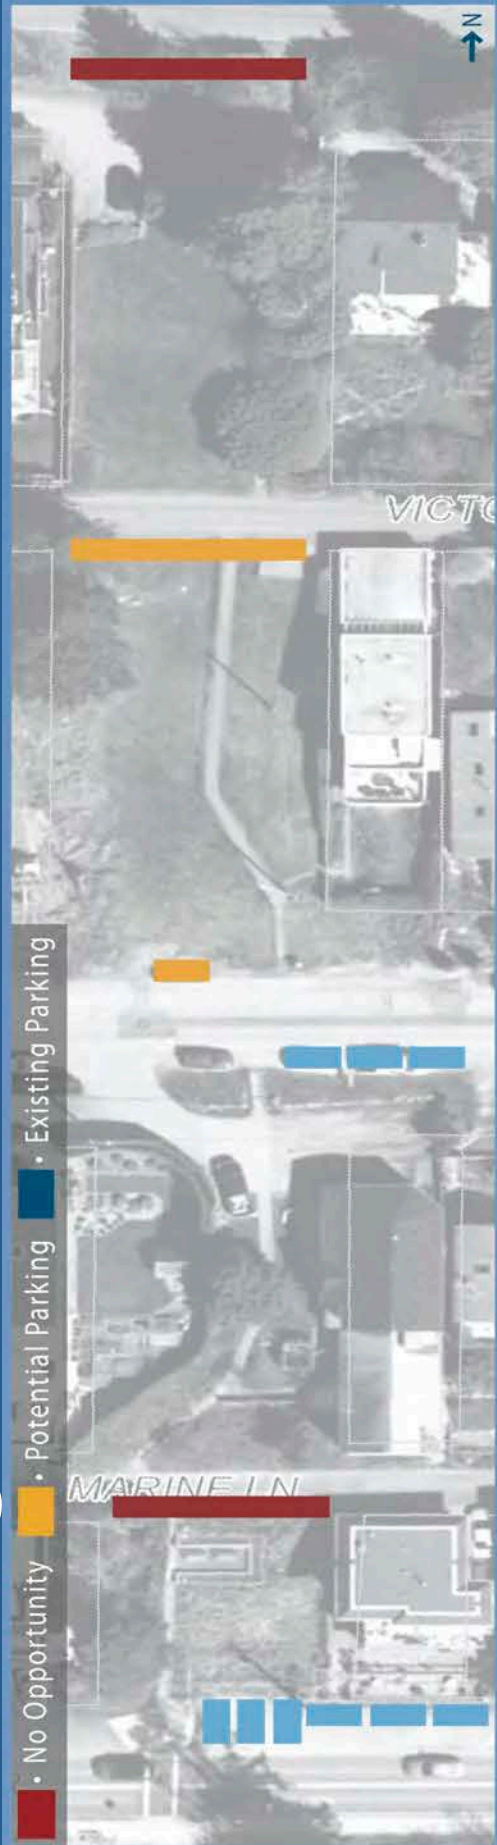 N
VICTO
MARINE LN
• No Opportunity
• Potential Parking
• Existing Parking